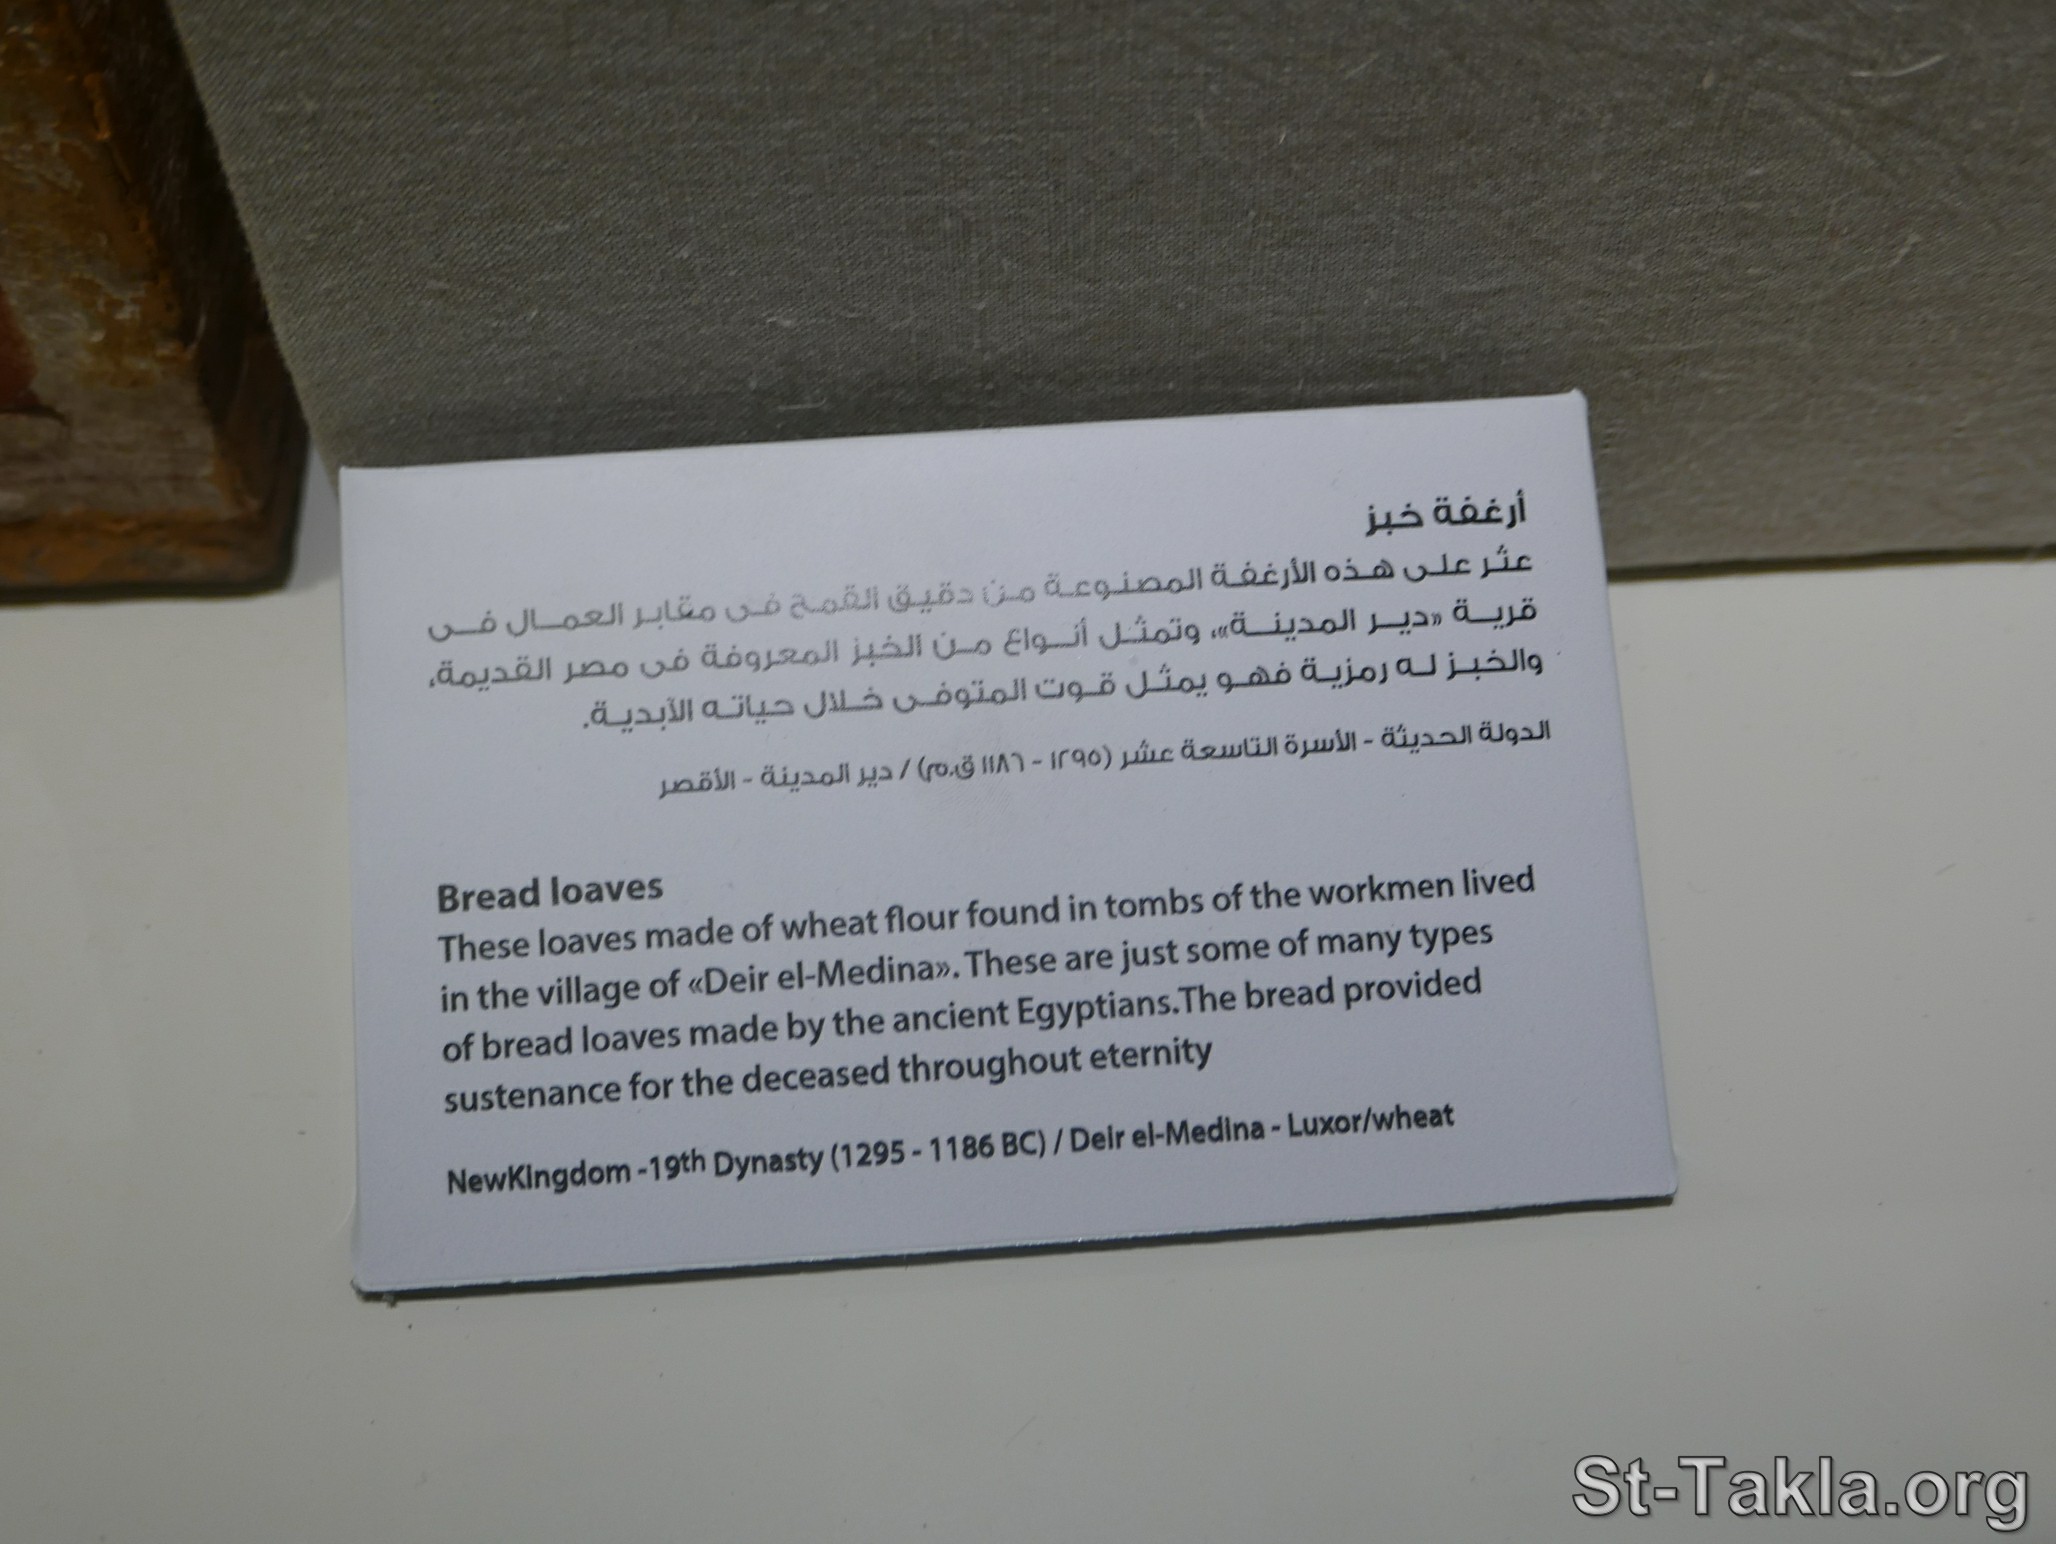 أرغفة خبز
عثر على هذه الأرغفة المصنوعة من دقيق القمح فى مقابر العمال فى
قرية «دير المدينة»، وتمثل أنواع من الخبز المعروفة فى مصر القديمة،
والخبز له رمزية فهو يمثل قوت المتوفى خلال حياته الأبدية.
الدولة الحديثة - الأسرة التاسعة عشر (١٢٩٥ - ١١٨٦ ق.م) / دير المدينة - الأقصر
Bread loaves
These loaves made of wheat flour found in tombs of the workmen lived
in the village of «Deir el-Medina». These are just some of many types
of bread loaves made by the ancient Egyptians.The bread provided
sustenance for the deceased throughout eternity
NewKingdom -19th Dynasty (1295 - 1186 BC) / Deir el-Medina - Luxor/wheat
St-Takla.org